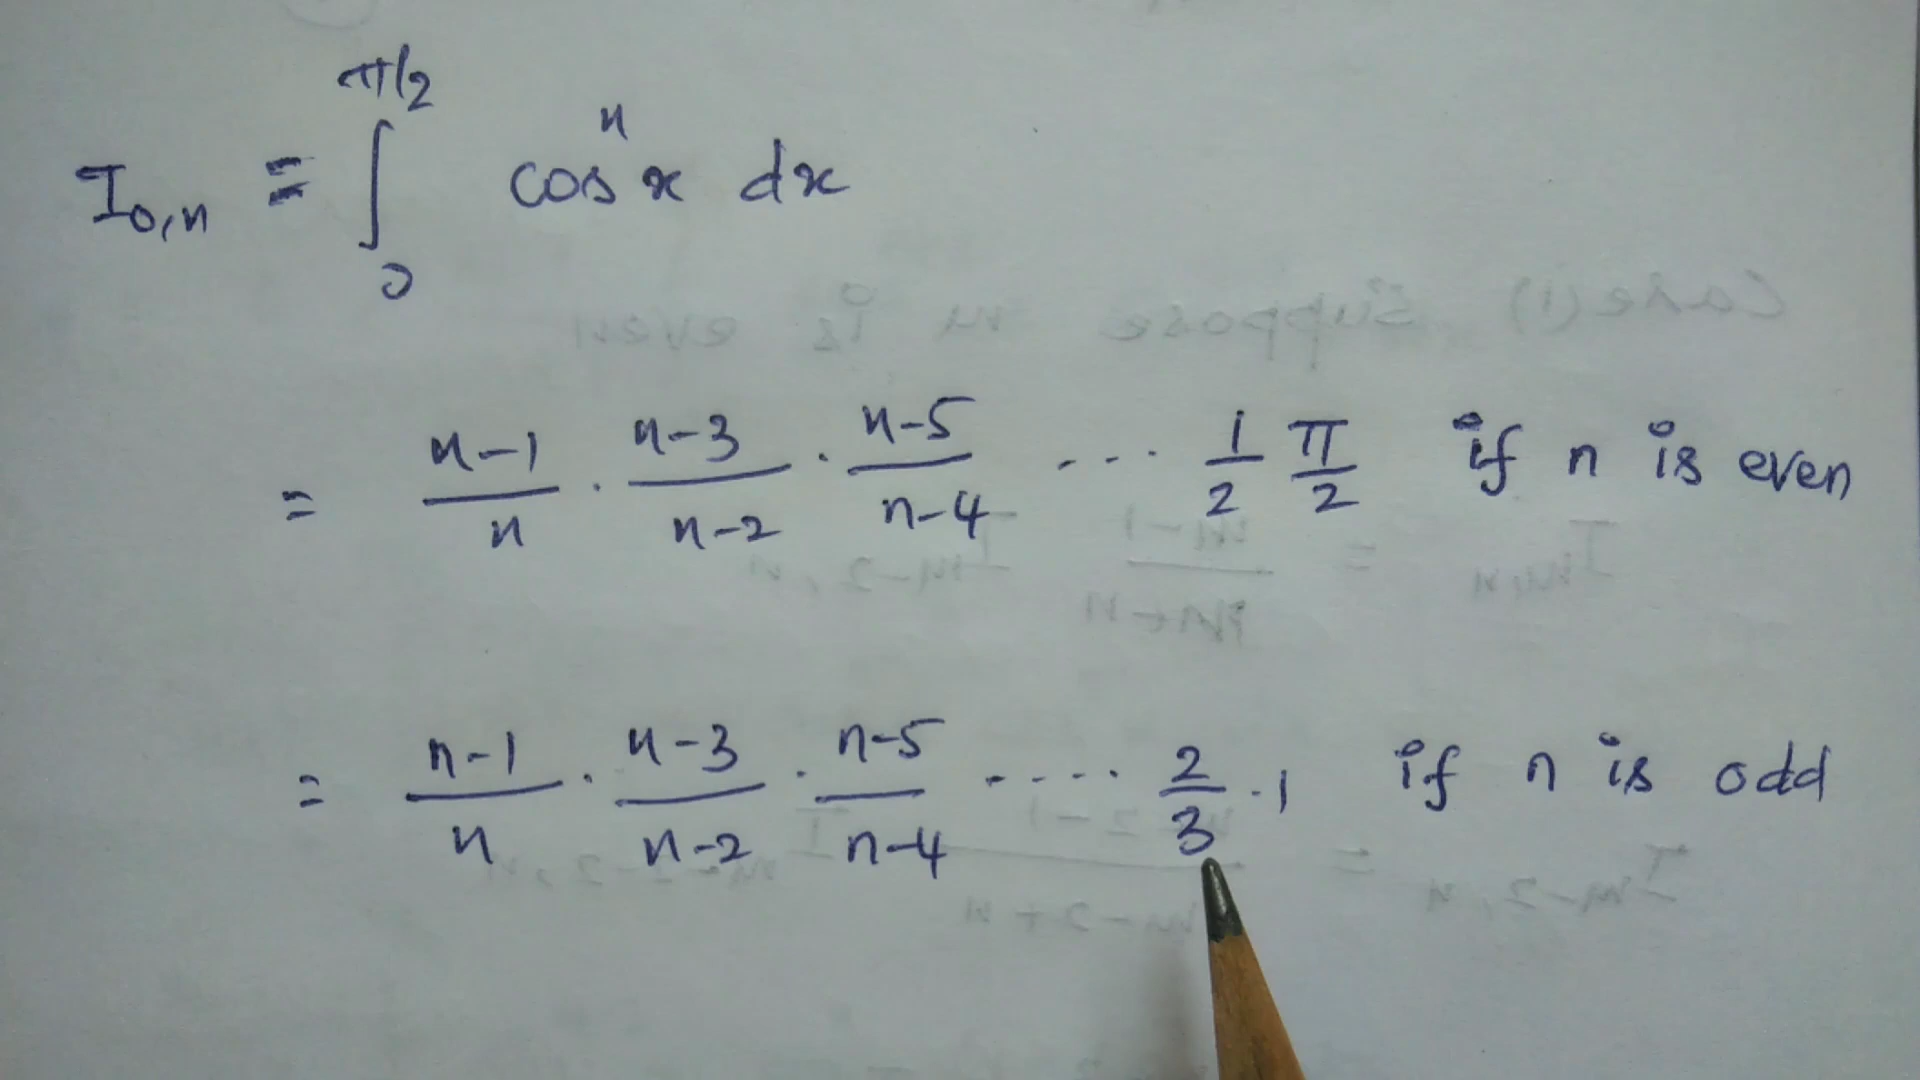 I₀,ₙ = ∫₀^π/2 cosⁿx dx
= n-1/n · n-3/n-2 · n-5/n-4 ... 1/2 π/2 if n is even
= n-1/n · n-3/n-2 · n-5/n-4 .... 2/3 · 1 if n is odd